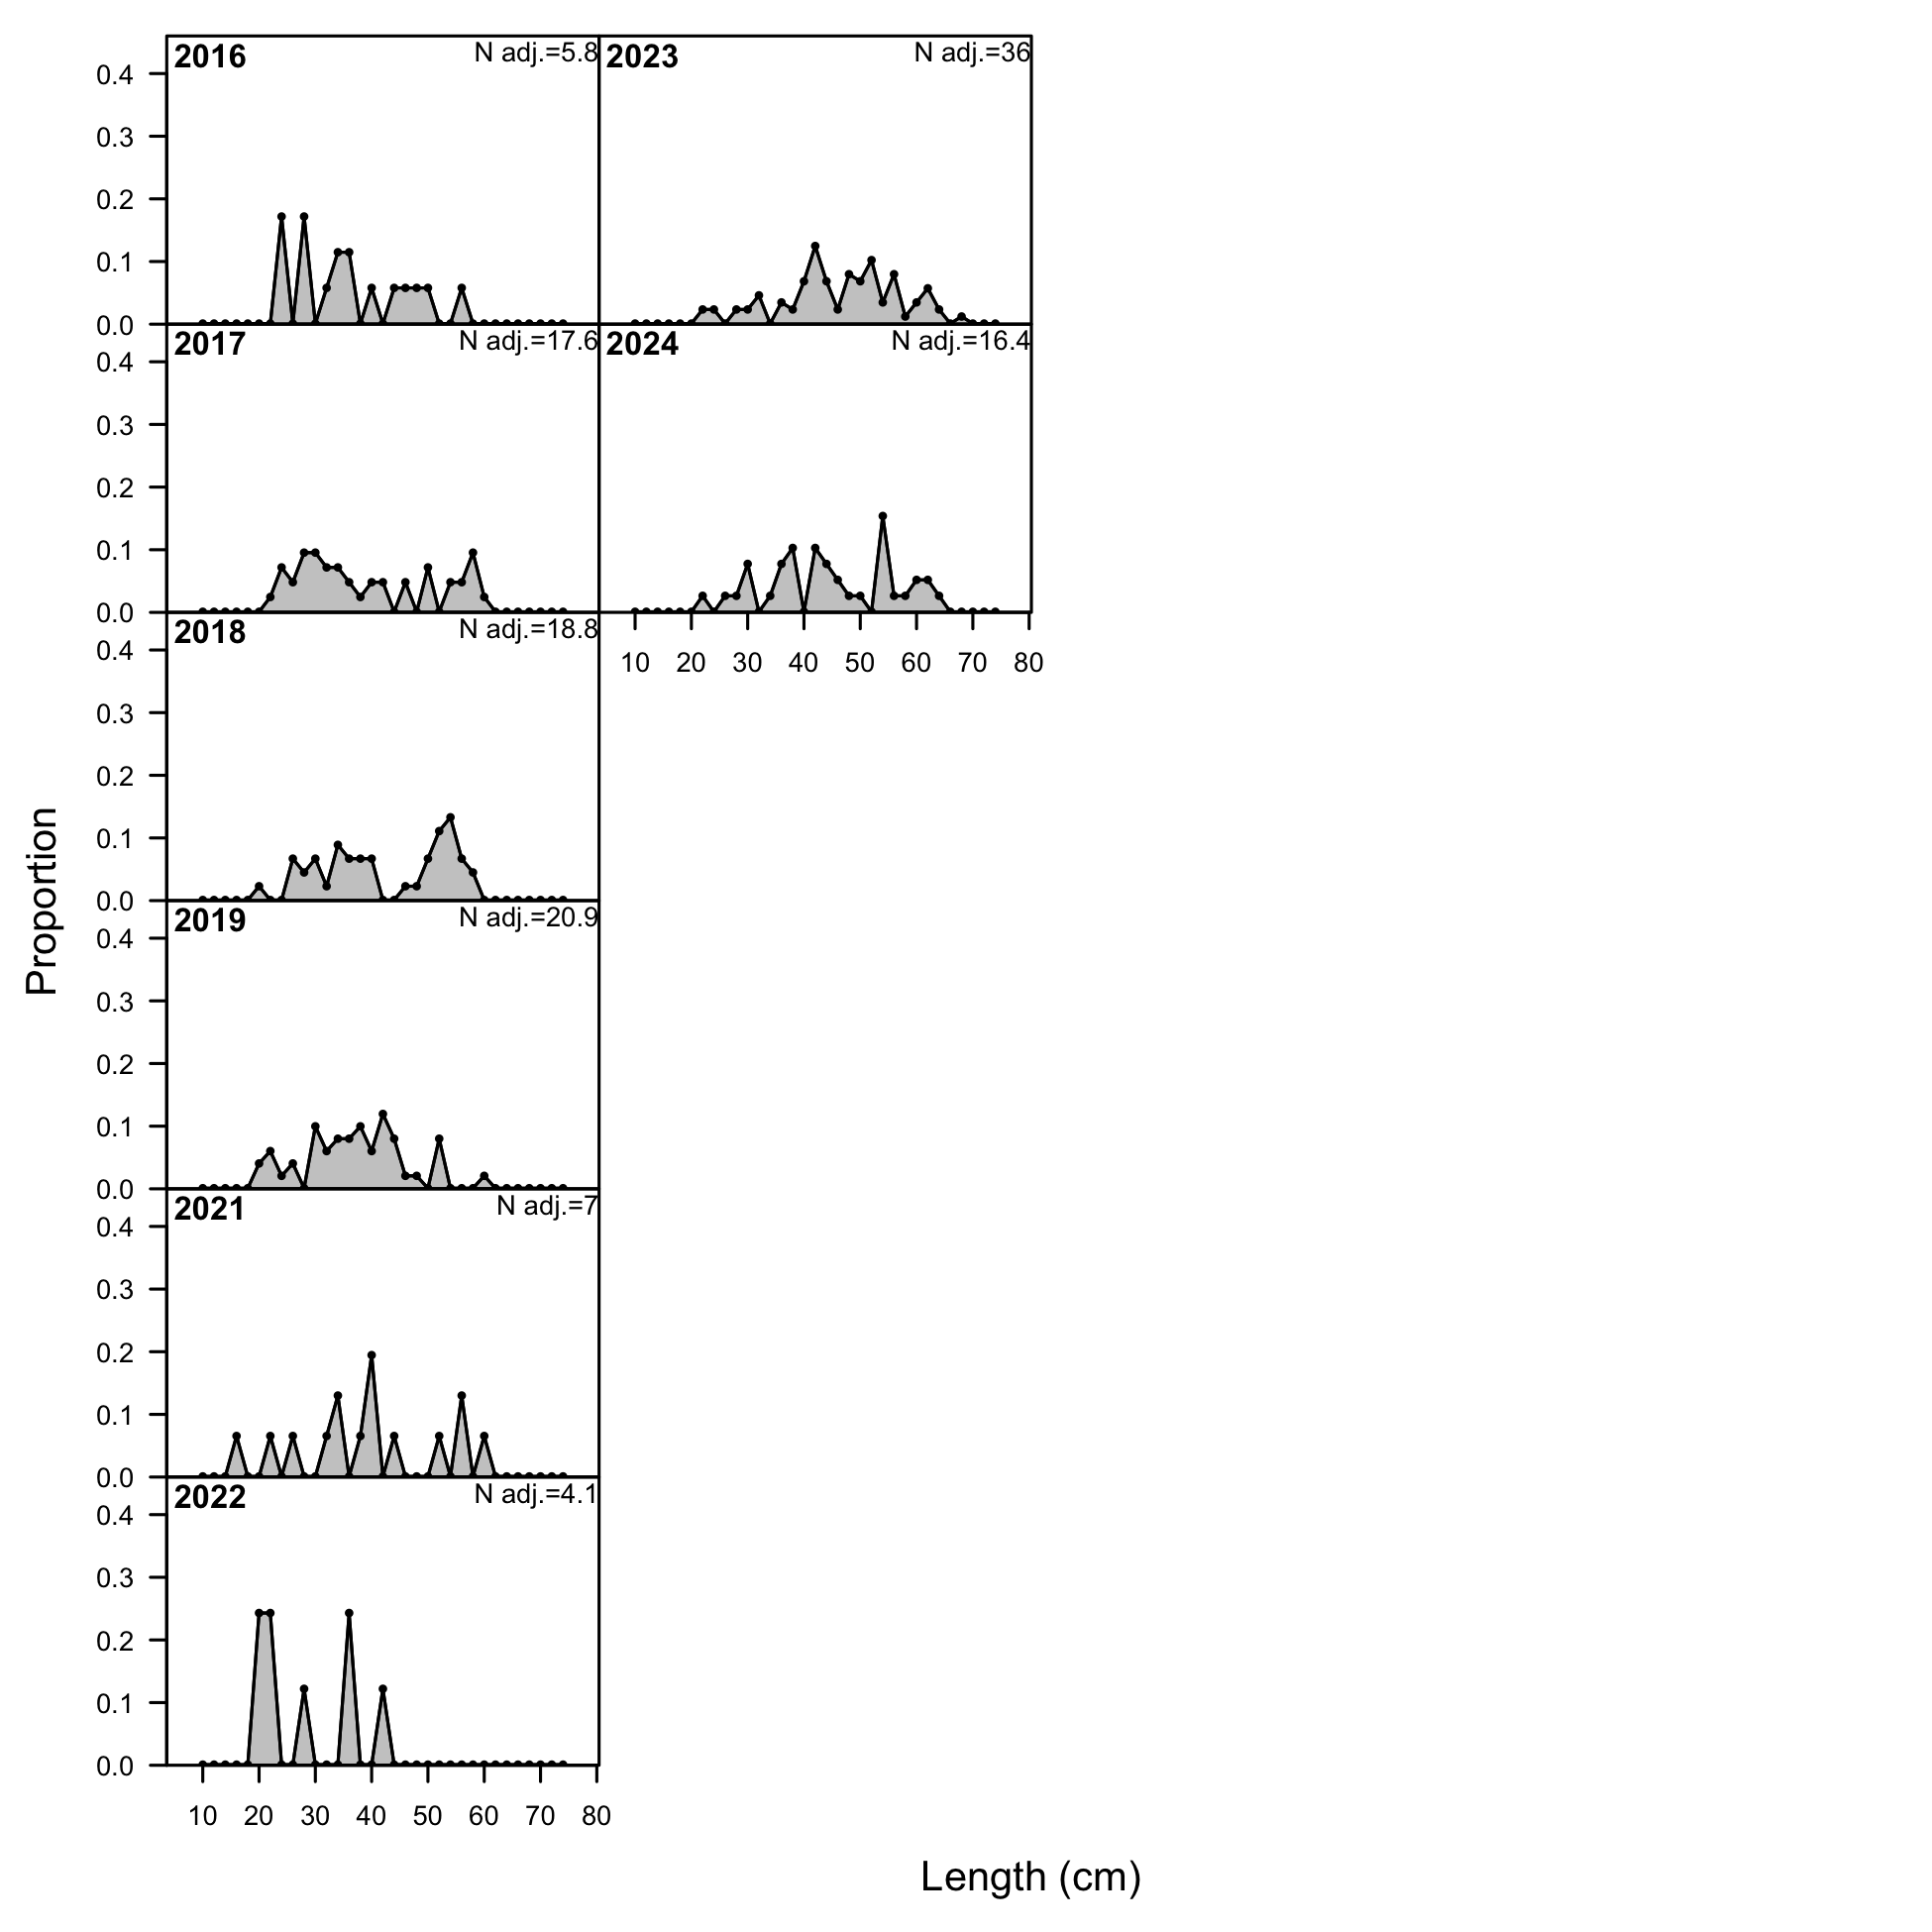 2016 N adj.=5.8
0.4
0.3
0.2
0.1
0.0
2017 N adj.=17.6
0.4
0.3
0.2
0.1
0.0
2018 N adj.=18.8
0.4
0.3
0.2
0.1
0.0
2019 N adj.=20.9
0.4
0.3
0.2
0.1
0.0
2021 N adj.=7
0.4
0.3
0.2
0.1
0.0
2022 N adj.=4.1
0.4
0.3
0.2
0.1
0.0
10 20 30 40 50 60 70 80
2023 N adj.=36
2024 N adj.=16.4
10 20 30 40 50 60 70 80
Proportion
Length (cm)